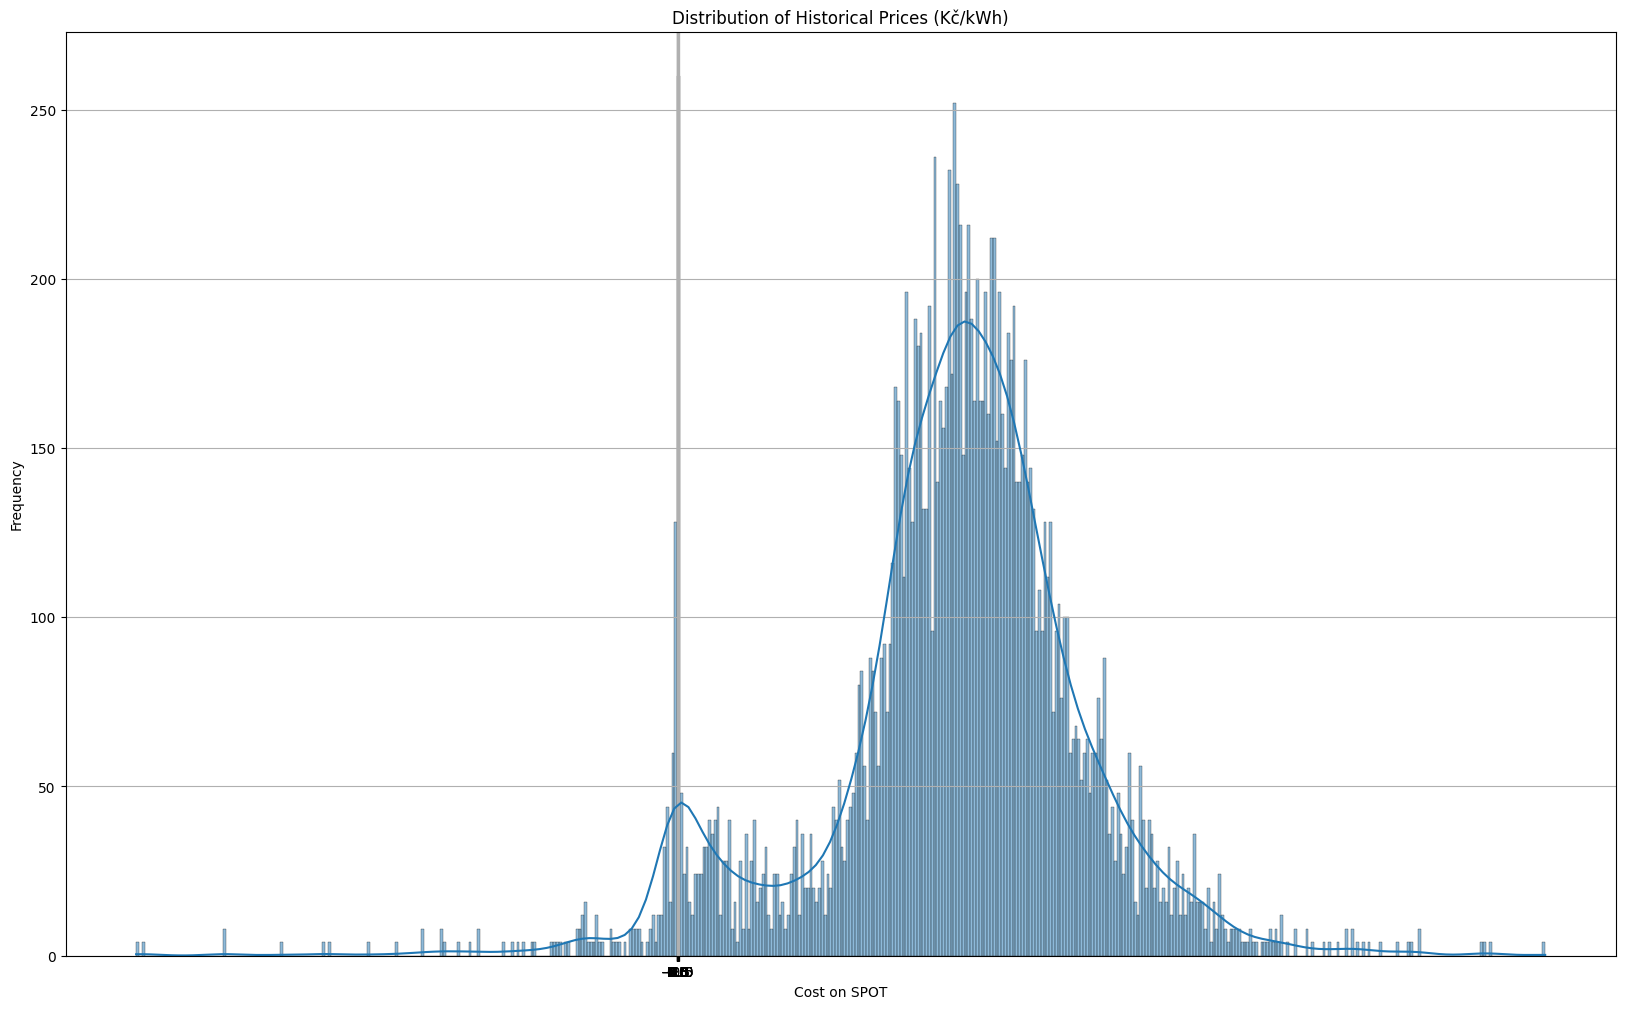 Distribution of Historical Prices (Kč/kWh)
250
200
150
100
50
0
Frequency
Cost on SPOT